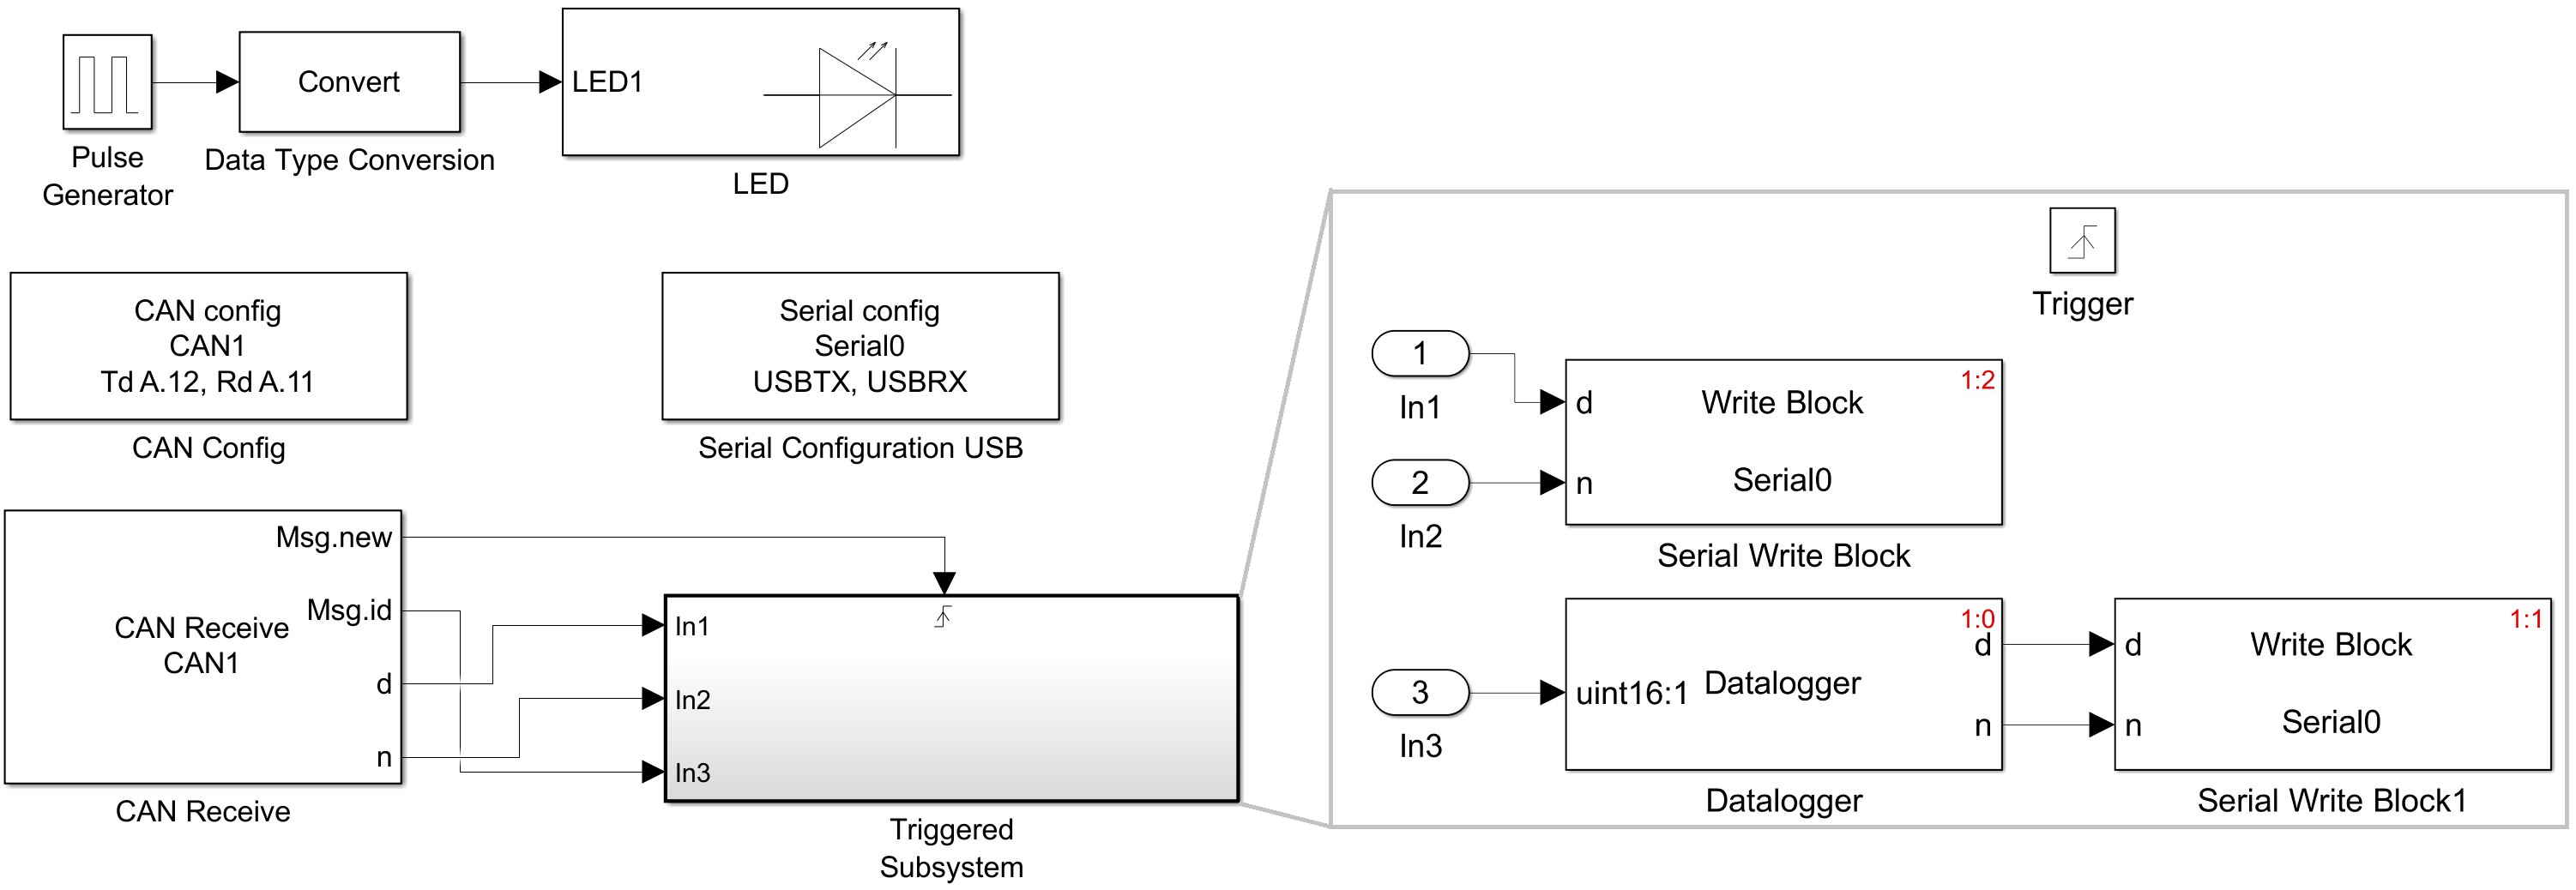 Convert
LED1
Pulse
Generator
Data Type Conversion
LED
CAN config
CAN1
Td A.12, Rd A.11
CAN Config
Serial config
Serial0
USBTX, USBRX
Serial Configuration USB
Msg.new
Msg.id
CAN Receive
CAN1
d
n
CAN Receive
In1
In2
In3
Triggered
Subsystem
Trigger
1
In1
2
In2
1:2
d
Write Block
n
Serial0
Serial Write Block
3
In3
1:0
d
uint16:1
Datalogger
n
Datalogger
1:1
d
Write Block
n
Serial0
Serial Write Block1